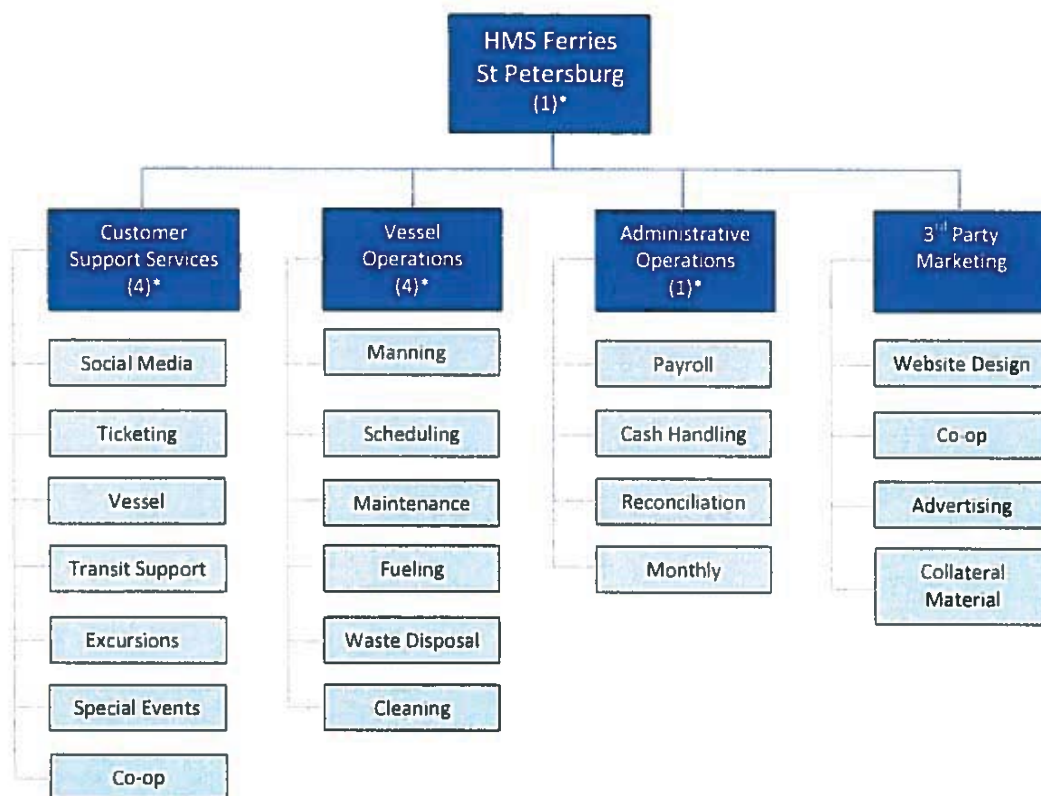 HMS Ferries
St Petersburg
(1)*
Customer
Support Services
(4)*
Social Media
Ticketing
Vessel
Transit Support
Excursions
Special Events
Co-op
Vessel
Operations
(4)*
Manning
Scheduling
Maintenance
Fueling
Waste Disposal
Cleaning
Administrative
Operations
(1)*
Payroll
Cash Handling
Reconciliation
Monthly
3rd Party
Marketing
Website Design
Co-op
Advertising
Collateral
Material